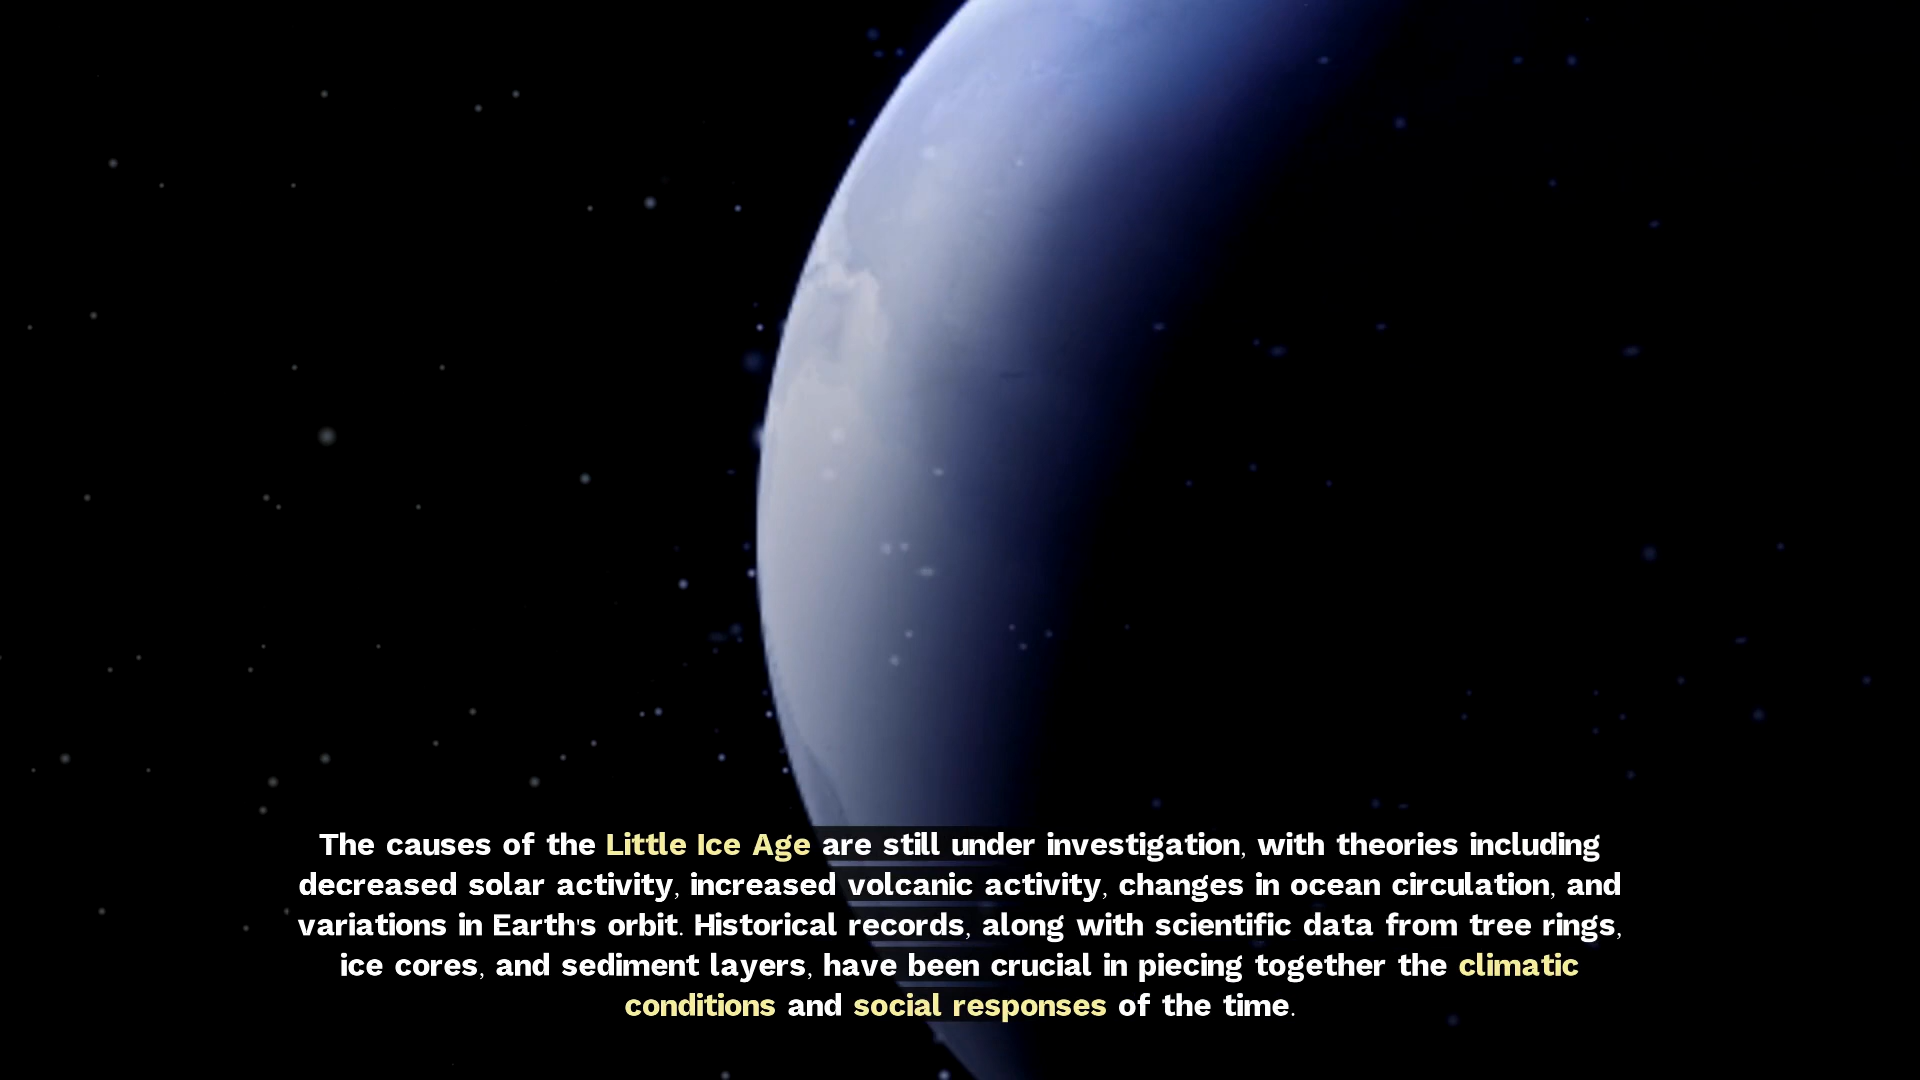 The causes of the Little Ice Age are still under investigation, with theories including
decreased solar activity, increased volcanic activity, changes in ocean circulation, and
variations in Earth's orbit. Historical records, along with scientific data from tree rings,
ice cores, and sediment layers, have been crucial in piecing together the climatic
conditions and social responses of the time.